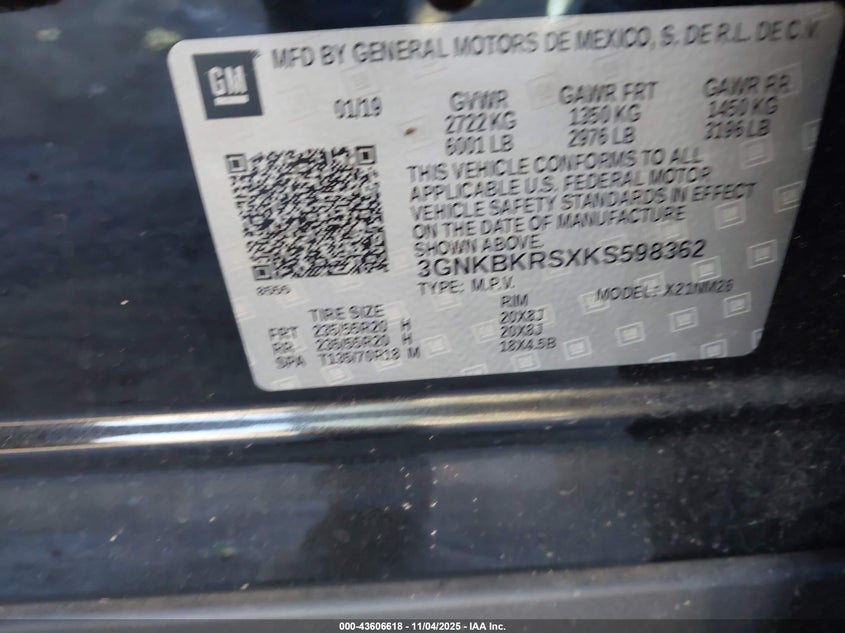 GM
MFD BY GENERAL MOTORS DE MEXICO, S. DE R.L. DE C.V.
01/19 GVWR GAWR FRT GAWR RR
2722 KG 1350 KG 1450 KG
6001 LB 2976 LB 3196 LB
THIS VEHICLE CONFORMS TO ALL
APPLICABLE U.S. FEDERAL MOTOR
VEHICLE SAFETY STANDARDS IN EFFECT
ON THE DATE OF MANUFACTURE
SHOWN ABOVE.
3GNKBKRSXKS598362
TYPE: M.P.V. MODEL: X21NM26
TIRE SIZE RIM
FRT 235/55R20 H 20X8J
RR 235/55R20 H 20X8J
SPA T135/70R18 M 18X4.5B
000-43606618 - 11/04/2025 - IAA Inc.